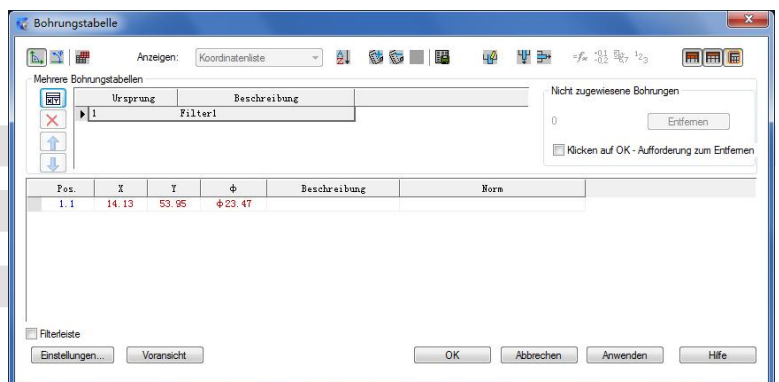 Bohrungstabelle
Anzeigen: Koordinatenliste
Mehrere Bohrungstabellen
Ursprung Beschreibung
1 Filter1
Nicht zugewiesene Bohrungen
0 Entfernen
Klicken auf OK - Aufforderung zum Entfernen
Pos. X Y ϕ Beschreibung Norm
1.1 14.13 53.95 ϕ23.47
Filterleiste
Einstellungen... Voransicht OK Abbrechen Anwenden Hilfe